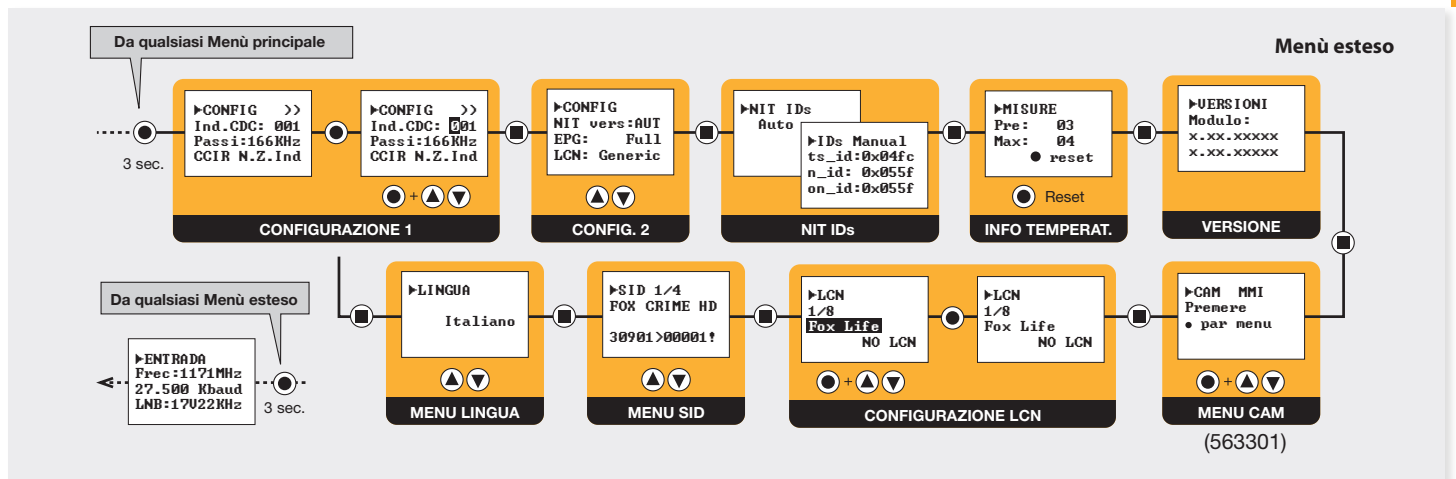 Da qualsiasi Menù principale
Menù esteso
3 sec.
▶CONFIG >>
Ind.CDC: 001
Passi:166KHz
CCIR N.Z.Ind
▶CONFIG >>
Ind.CDC: 001
Passi:166KHz
CCIR N.Z.Ind
+
CONFIGURAZIONE 1
▶CONFIG
NIT vers:AUT
EPG: Full
LCN: Generic
CONFIG. 2
▶NIT IDs
Auto
▶IDs Manual
ts_id:0x04fc
n_id: 0x055f
on_id:0x055f
NIT IDs
▶MISURE
Pre: 03
Max: 04
● reset
Reset
INFO TEMPERAT.
▶VERSIONI
Modulo:
x.xx.xxxxx
x.xx.xxxxx
VERSIONE
Da qualsiasi Menù esteso
▶ENTRADA
Frec:1171MHz
27.500 Kbaud
LNB:17V22KHz
3 sec.
▶LINGUA
Italiano
MENU LINGUA
▶SID 1/4
FOX CRIME HD
30901>00001!
MENU SID
▶LCN
1/8
Fox Life
NO LCN
+
▶LCN
1/8
Fox Life
NO LCN
CONFIGURAZIONE LCN
▶CAM MMI
Premere
● par menu
+
MENU CAM
(563301)